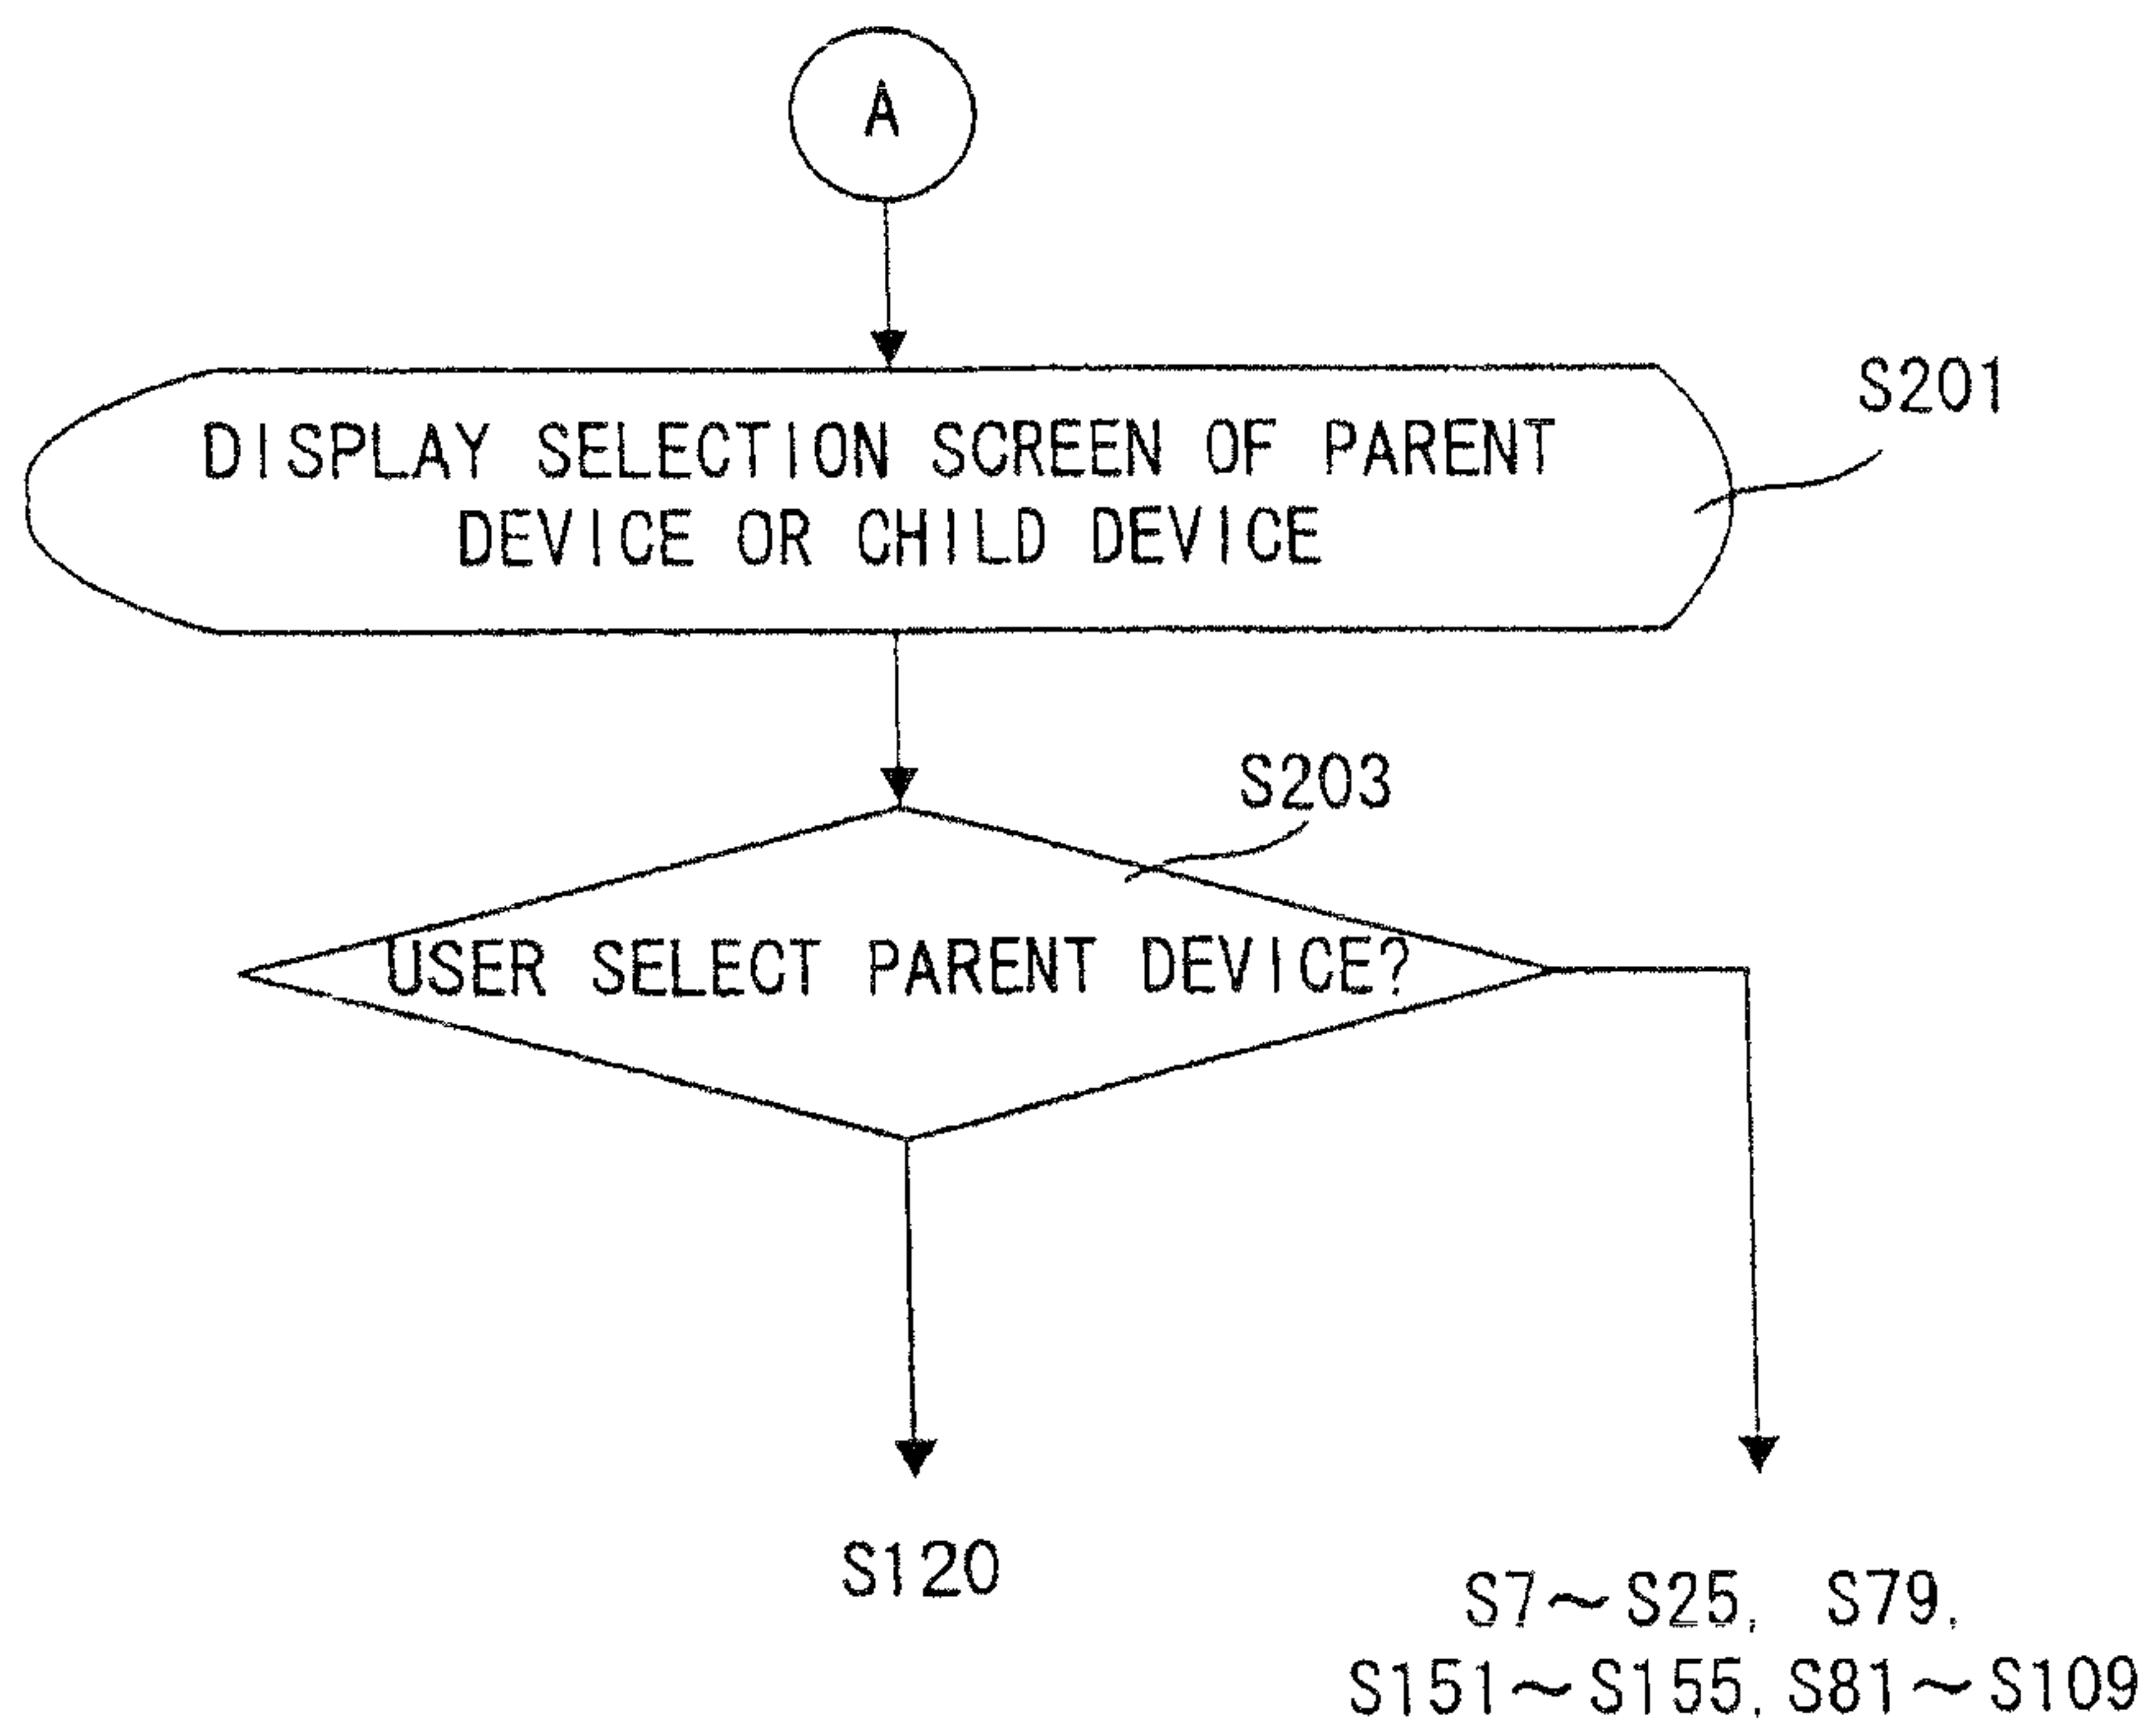 A
S201
DISPLAY SELECTION SCREEN OF PARENT
DEVICE OR CHILD DEVICE
S203
USER SELECT PARENT DEVICE?
S120
S7～S25, S79,
S151～S155, S81～S109